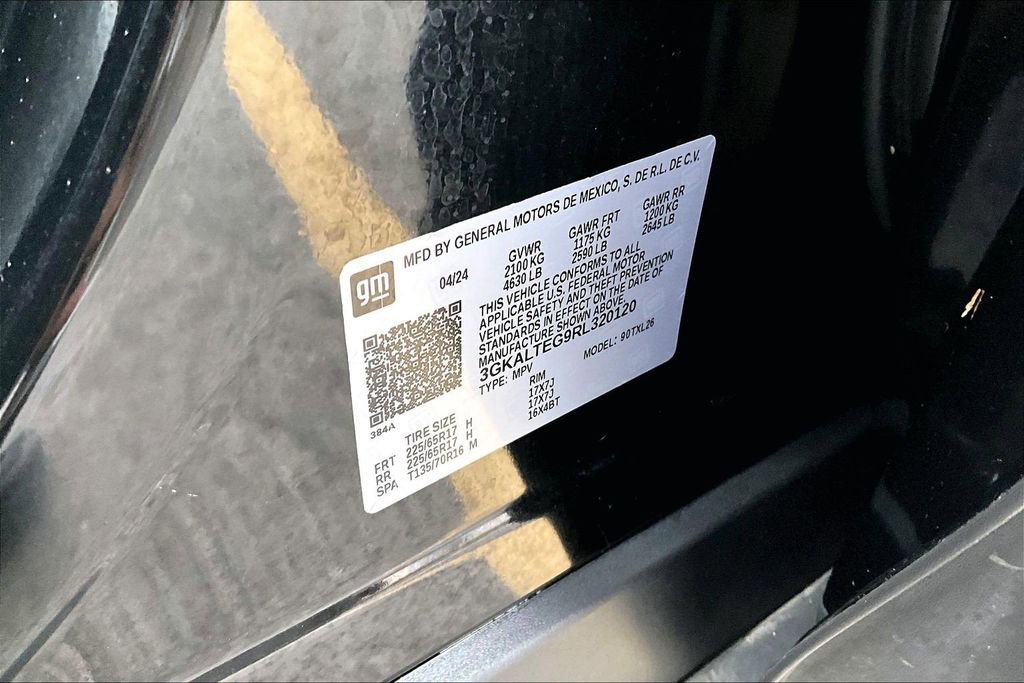 gm
MFD BY GENERAL MOTORS DE MEXICO, S. DE R.L. DE C.V.
04/24
GVWR GAWR FRT GAWR RR
2100 KG 1175 KG 1200 KG
4630 LB 2590 LB 2645 LB
THIS VEHICLE CONFORMS TO ALL
APPLICABLE U.S. FEDERAL MOTOR
VEHICLE SAFETY AND THEFT PREVENTION
STANDARDS IN EFFECT ON THE DATE OF
MANUFACTURE SHOWN ABOVE.
3GKALTEG9RL320120
TYPE: MPV MODEL: 90TXL26
384A
TIRE SIZE RIM
FRT 225/65R17 H 17X7J
RR 225/65R17 H 17X7J
SPA T135/70R16 M 16X4BT